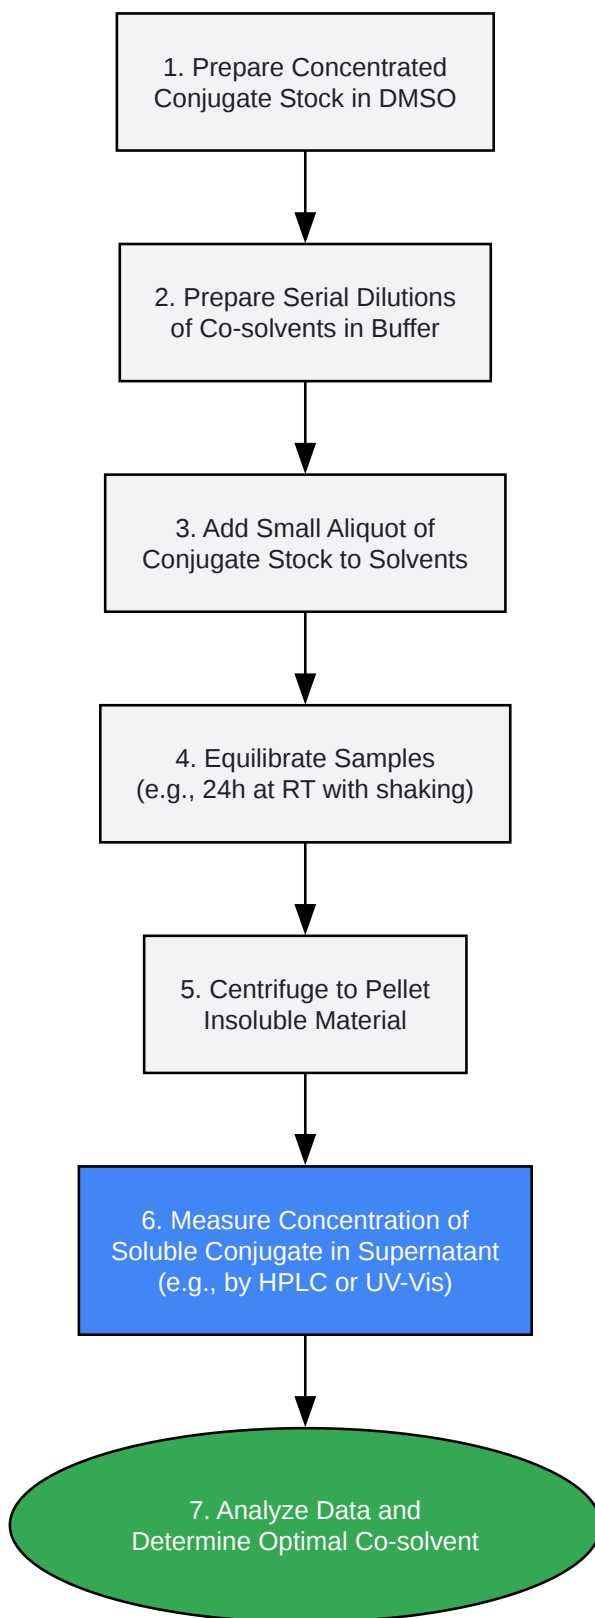 1. Prepare Concentrated
Conjugate Stock in DMSO
2. Prepare Serial Dilutions
of Co-solvents in Buffer
3. Add Small Aliquot of
Conjugate Stock to Solvents
4. Equilibrate Samples
(e.g., 24h at RT with shaking)
5. Centrifuge to Pellet
Insoluble Material
6. Measure Concentration of
Soluble Conjugate in Supernatant
(e.g., by HPLC or UV-Vis)
7. Analyze Data and
Determine Optimal Co-solvent